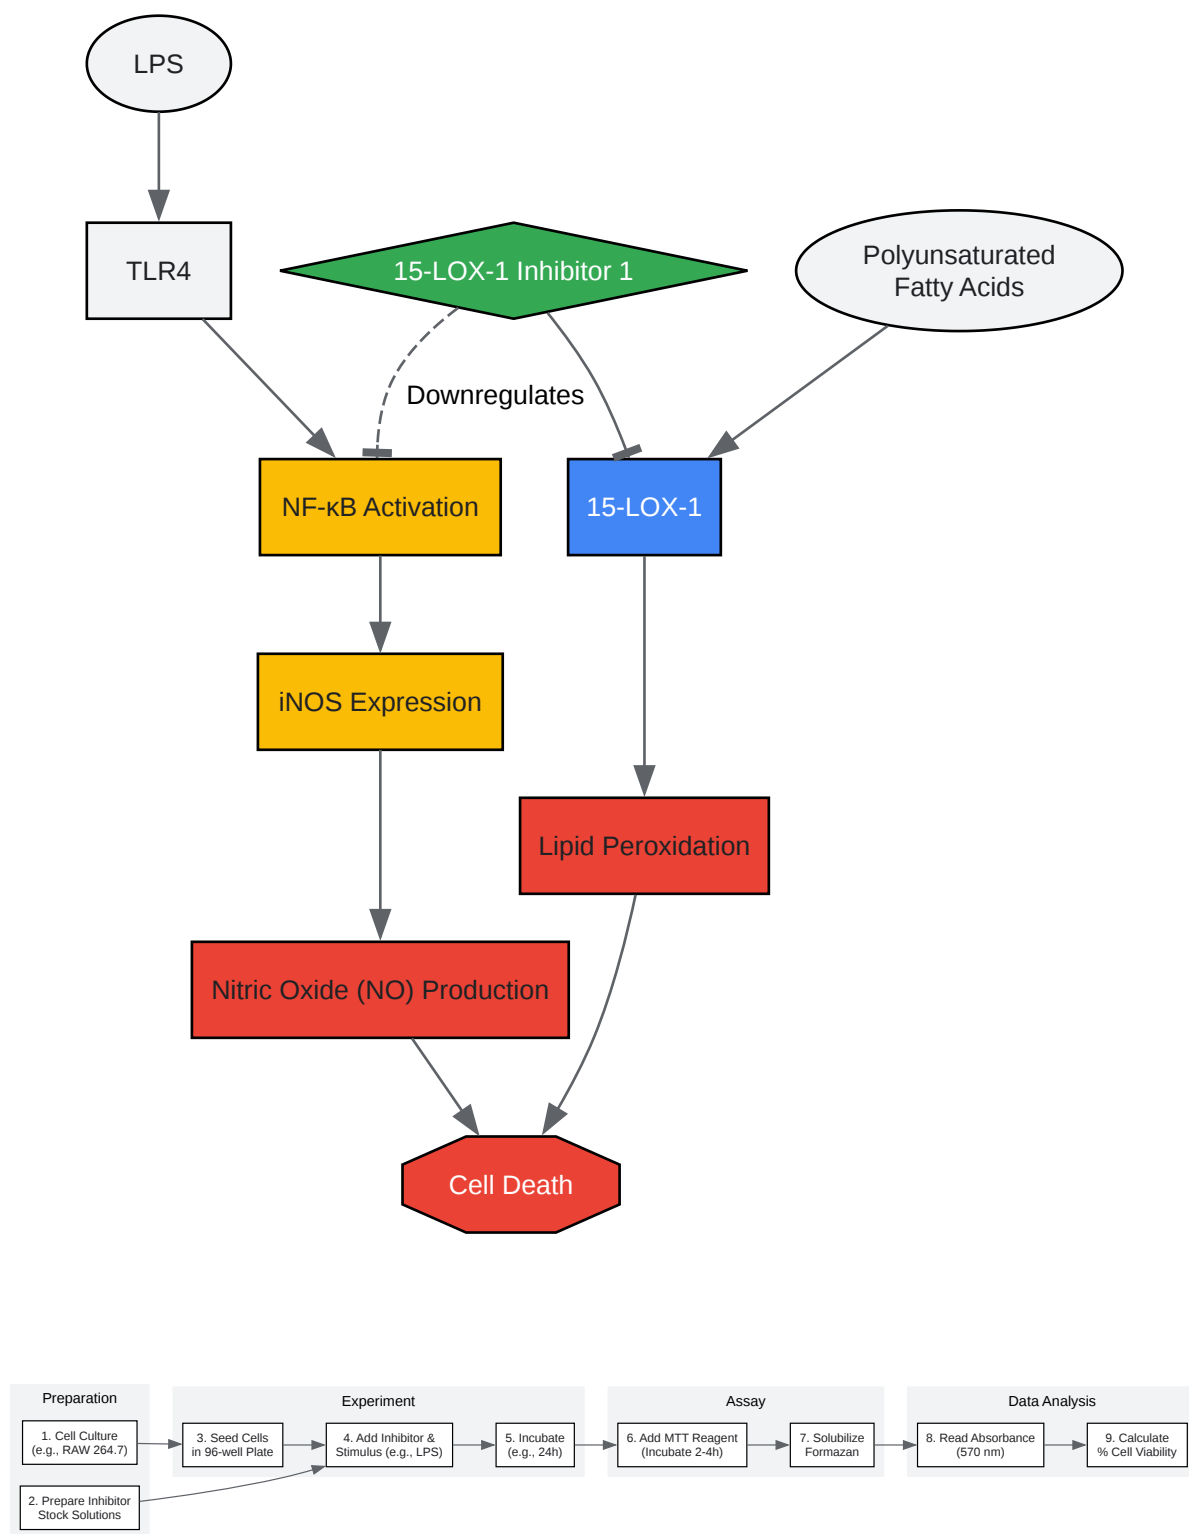 LPS
TLR4
15-LOX-1 Inhibitor 1
Polyunsaturated
Fatty Acids
Downregulates
NF-κB Activation
15-LOX-1
iNOS Expression
Lipid Peroxidation
Nitric Oxide (NO) Production
Cell Death
Preparation
1. Cell Culture
(e.g., RAW 264.7)
2. Prepare Inhibitor
Stock Solutions
Experiment
3. Seed Cells
in 96-well Plate
4. Add Inhibitor &
Stimulus (e.g., LPS)
5. Incubate
(e.g., 24h)
Assay
6. Add MTT Reagent
(Incubate 2-4h)
7. Solubilize
Formazan
Data Analysis
8. Read Absorbance
(570 nm)
9. Calculate
% Cell Viability